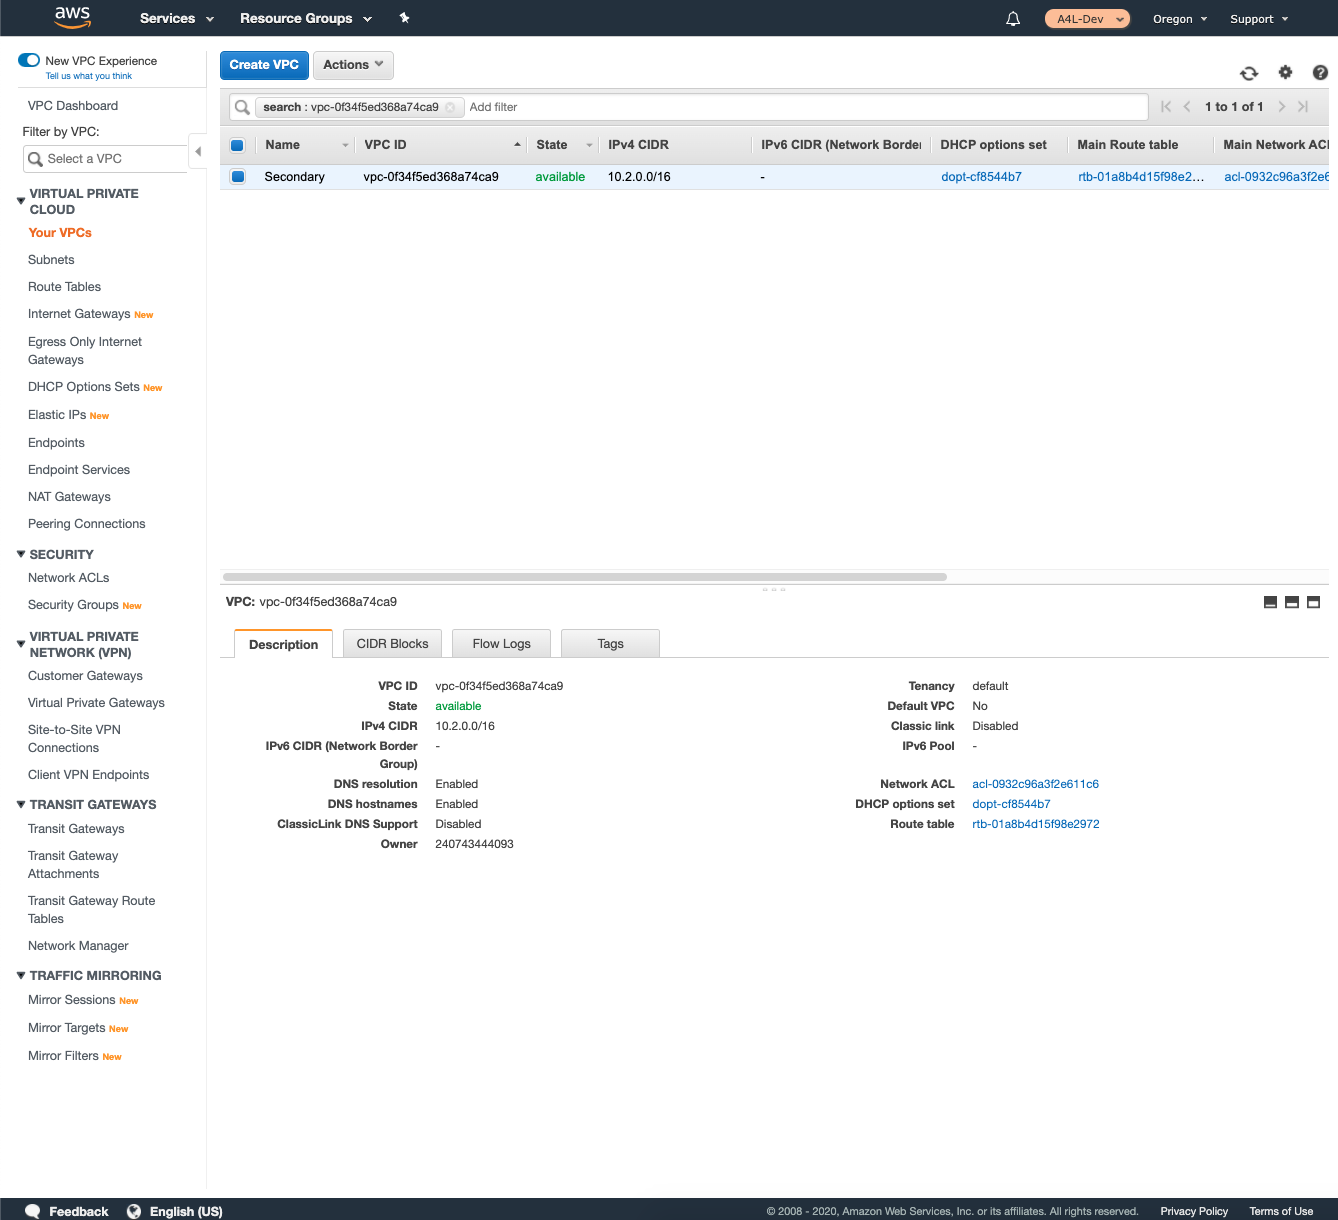 aws Services Resource Groups A4L-Dev Oregon Support
New VPC Experience
Tell us what you think
VPC Dashboard
Filter by VPC:
Select a VPC
VIRTUAL PRIVATE
CLOUD
Your VPCs
Subnets
Route Tables
Internet Gateways New
Egress Only Internet
Gateways
DHCP Options Sets New
Elastic IPs New
Endpoints
Endpoint Services
NAT Gateways
Peering Connections
SECURITY
Network ACLs
Security Groups New
VIRTUAL PRIVATE
NETWORK (VPN)
Customer Gateways
Virtual Private Gateways
Site-to-Site VPN
Connections
Client VPN Endpoints
TRANSIT GATEWAYS
Transit Gateways
Transit Gateway
Attachments
Transit Gateway Route
Tables
Network Manager
TRAFFIC MIRRORING
Mirror Sessions New
Mirror Targets New
Mirror Filters New
Create VPC Actions
search : vpc-0f34f5ed368a74ca9 Add filter 1 to 1 of 1
Name VPC ID State IPv4 CIDR IPv6 CIDR (Network Border DHCP options set Main Route table Main Network ACL
Secondary vpc-0f34f5ed368a74ca9 available 10.2.0.0/16 - dopt-cf8544b7 rtb-01a8b4d15f98e2... acl-0932c96a3f2e6
VPC: vpc-0f34f5ed368a74ca9
Description CIDR Blocks Flow Logs Tags
VPC ID vpc-0f34f5ed368a74ca9 Tenancy default
State available Default VPC No
IPv4 CIDR 10.2.0.0/16 Classic link Disabled
IPv6 CIDR (Network Border - IPv6 Pool -
Group)
DNS resolution Enabled Network ACL acl-0932c96a3f2e611c6
DNS hostnames Enabled DHCP options set dopt-cf8544b7
ClassicLink DNS Support Disabled Route table rtb-01a8b4d15f98e2972
Owner 240743444093
Feedback English (US) © 2008 - 2020, Amazon Web Services, Inc. or its affiliates. All rights reserved. Privacy Policy Terms of Use